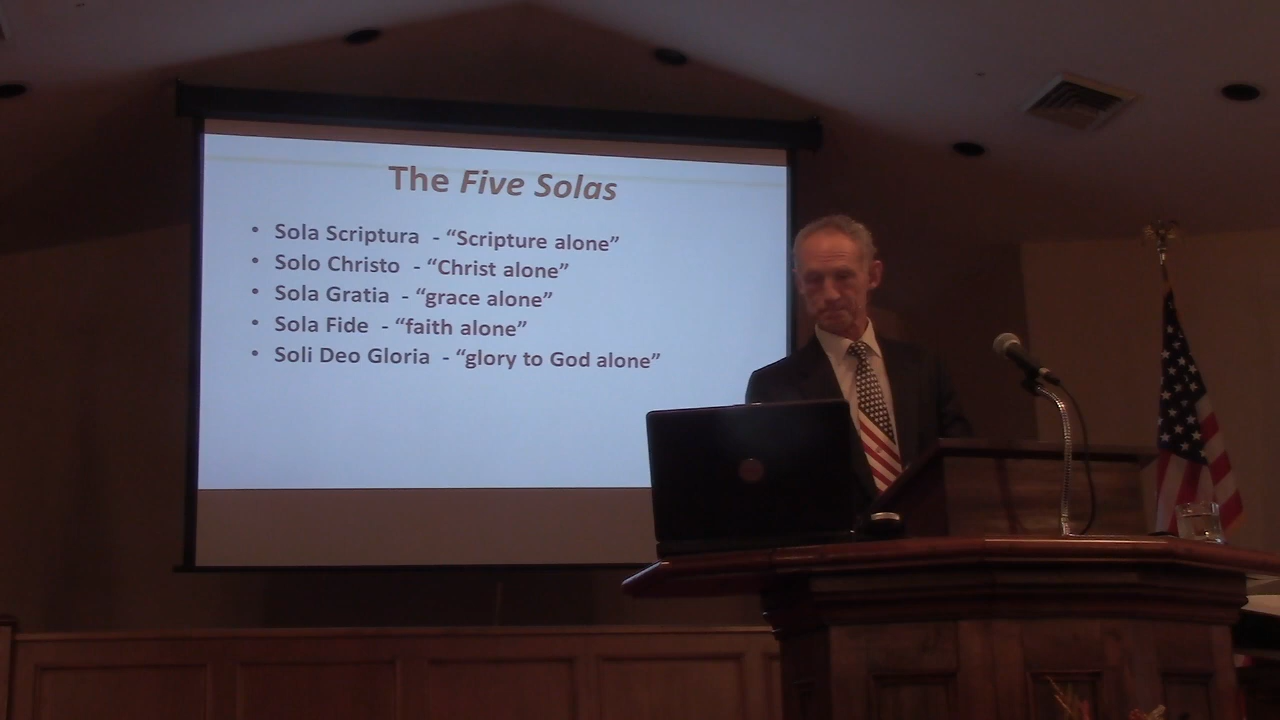 The Five Solas
• Sola Scriptura - “Scripture alone”
• Solo Christo - “Christ alone”
• Sola Gratia - “grace alone”
• Sola Fide - “faith alone”
• Soli Deo Gloria - “glory to God alone”